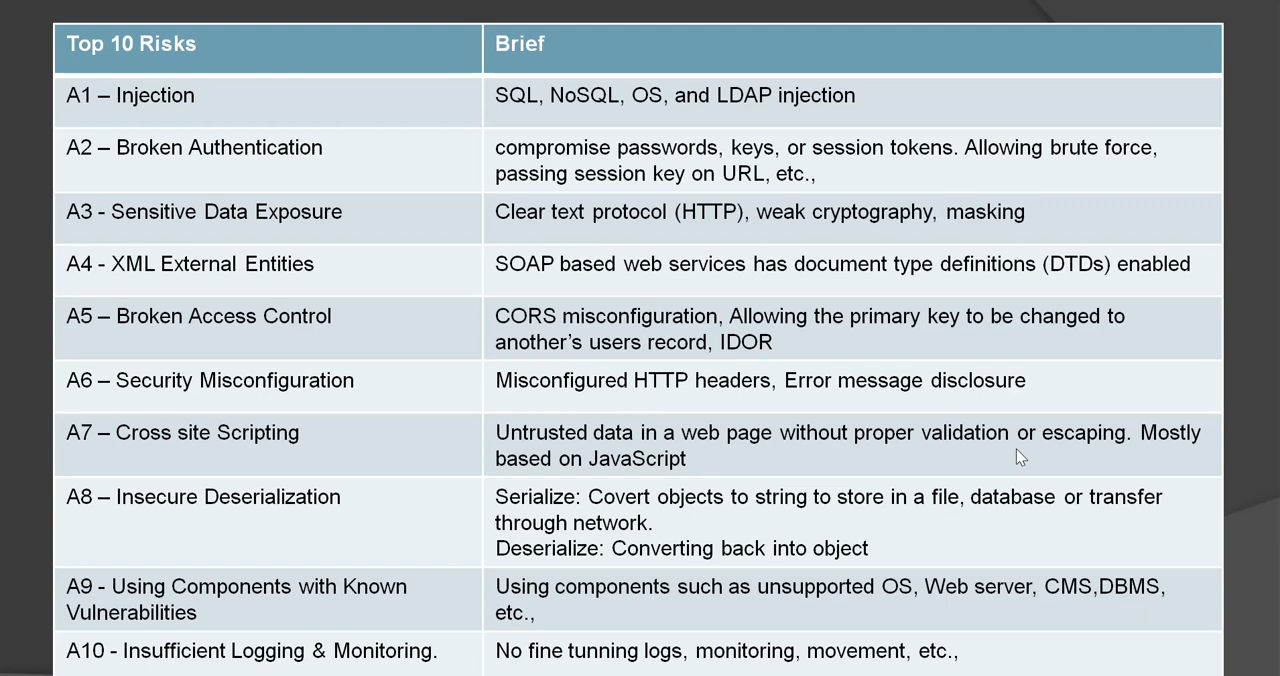 Top 10 Risks
Brief
A1 – Injection
SQL, NoSQL, OS, and LDAP injection
A2 – Broken Authentication
compromise passwords, keys, or session tokens. Allowing brute force,
passing session key on URL, etc.,
A3 - Sensitive Data Exposure
Clear text protocol (HTTP), weak cryptography, masking
A4 - XML External Entities
SOAP based web services has document type definitions (DTDs) enabled
A5 – Broken Access Control
CORS misconfiguration, Allowing the primary key to be changed to
another’s users record, IDOR
A6 – Security Misconfiguration
Misconfigured HTTP headers, Error message disclosure
A7 – Cross site Scripting
Untrusted data in a web page without proper validation or escaping. Mostly
based on JavaScript
A8 – Insecure Deserialization
Serialize: Covert objects to string to store in a file, database or transfer
through network.
Deserialize: Converting back into object
A9 - Using Components with Known
Vulnerabilities
Using components such as unsupported OS, Web server, CMS,DBMS,
etc.,
A10 - Insufficient Logging & Monitoring.
No fine tunning logs, monitoring, movement, etc.,